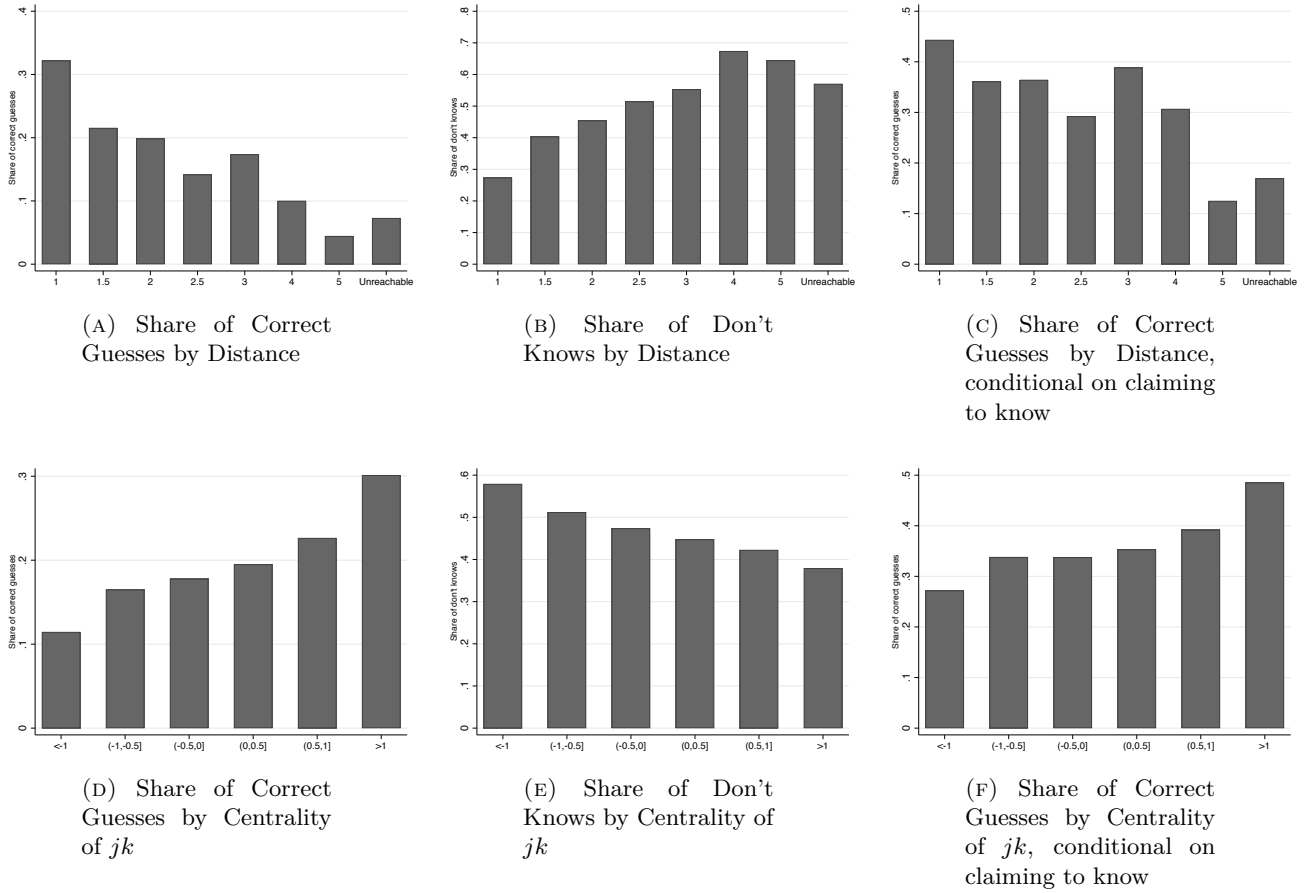 .4
.3
.2
.1
0
Share of correct guesses
1 1.5 2 2.5 3 4 5 Unreachable
(A) Share of Correct
Guesses by Distance
.8
.7
.6
.5
.4
.3
.2
.1
0
Share of don't knows
1 1.5 2 2.5 3 4 5 Unreachable
(B) Share of Don't
Knows by Distance
.5
.4
.3
.2
.1
0
Share of correct guesses
1 1.5 2 2.5 3 4 5 Unreachable
(C) Share of Correct
Guesses by Distance,
conditional on claiming
to know
.3
.2
.1
0
Share of correct guesses
<-1 (-1,-0.5] (-0.5,0] (0,0.5] (0.5,1] >1
(D) Share of Correct
Guesses by Centrality
of jk
.6
.5
.4
.3
.2
.1
0
Share of don't knows
<-1 (-1,-0.5] (-0.5,0] (0,0.5] (0.5,1] >1
(E) Share of Don't
Knows by Centrality of
jk
.5
.4
.3
.2
.1
0
Share of correct guesses
<-1 (-1,-0.5] (-0.5,0] (0,0.5] (0.5,1] >1
(F) Share of Correct
Guesses by Centrality
of jk, conditional on
claiming to know